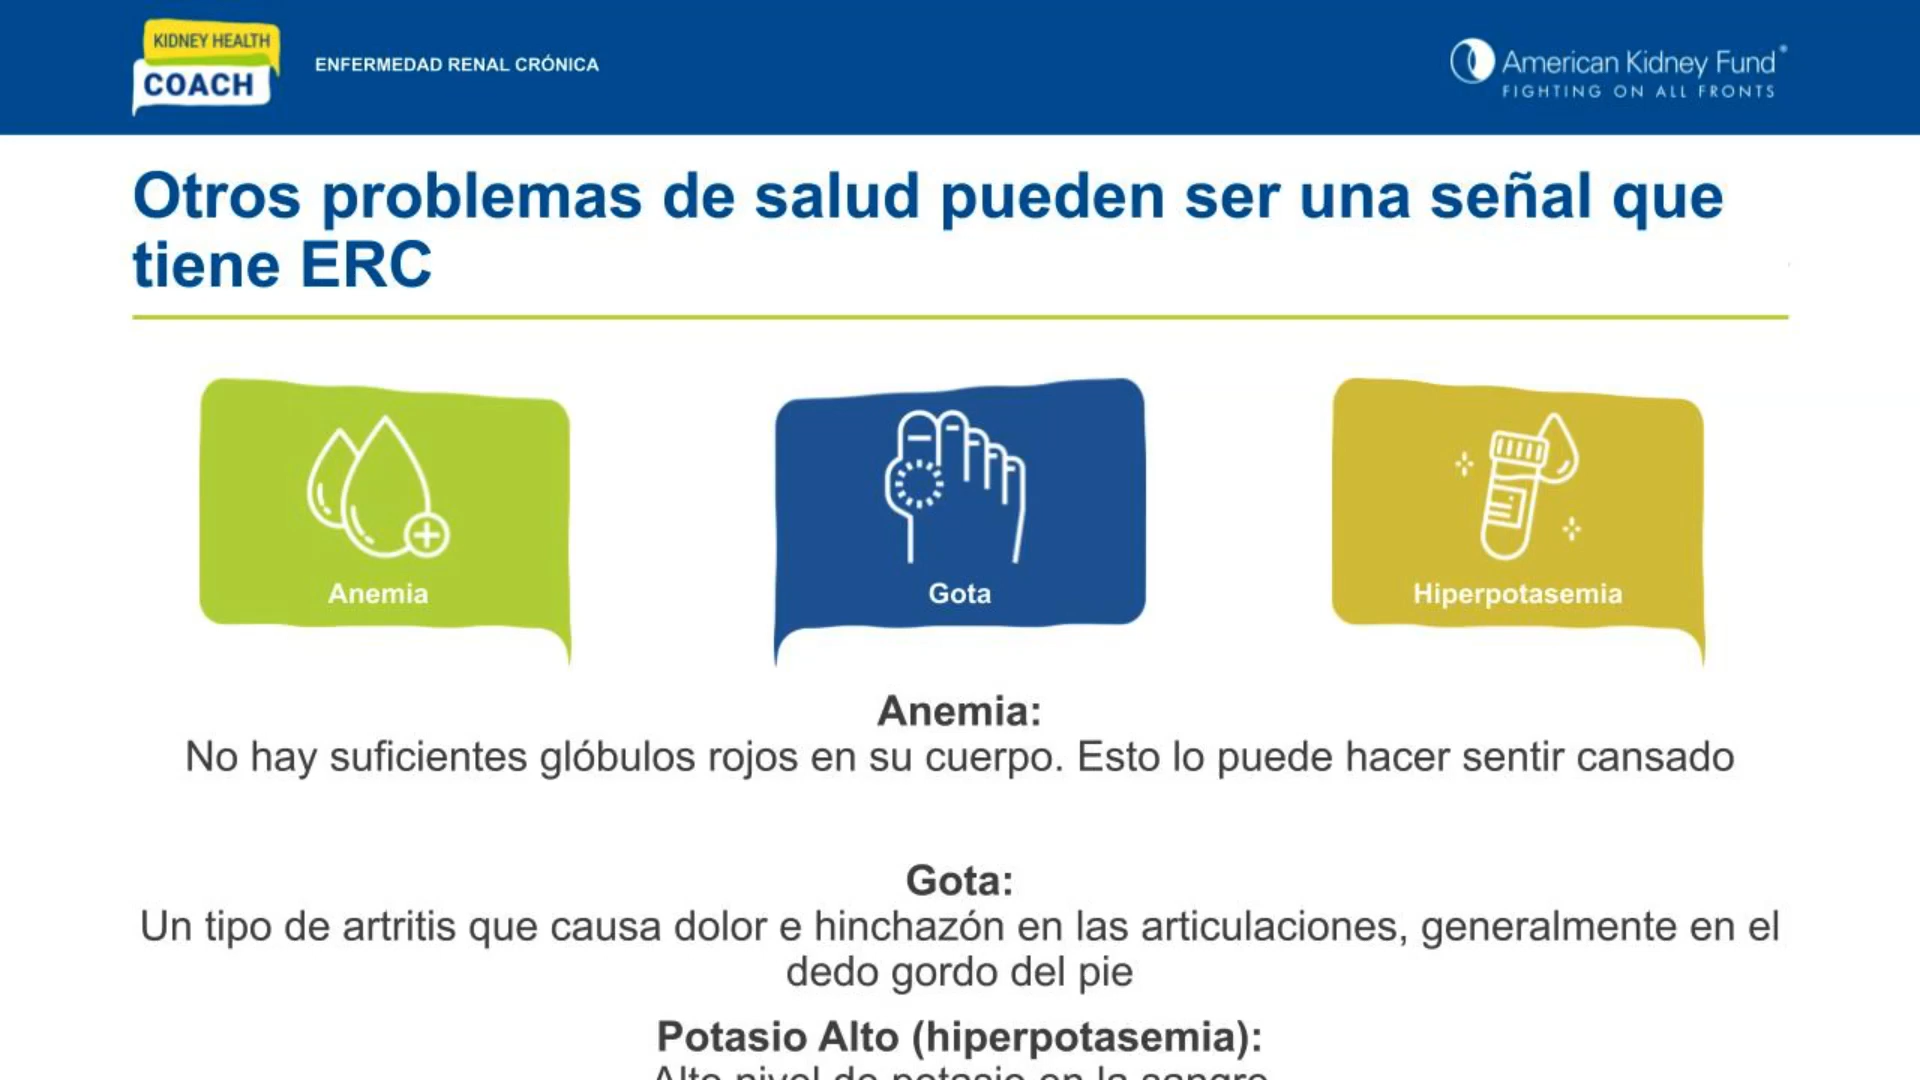 KIDNEY HEALTH
COACH
ENFERMEDAD RENAL CRÓNICA
American Kidney Fund®
FIGHTING ON ALL FRONTS
Otros problemas de salud pueden ser una señal que
tiene ERC
Anemia
Gota
Hiperpotasemia
Anemia:
No hay suficientes glóbulos rojos en su cuerpo. Esto lo puede hacer sentir cansado
Gota:
Un tipo de artritis que causa dolor e hinchazón en las articulaciones, generalmente en el
dedo gordo del pie
Potasio Alto (hiperpotasemia):
Alto nivel de potasio en la sangre